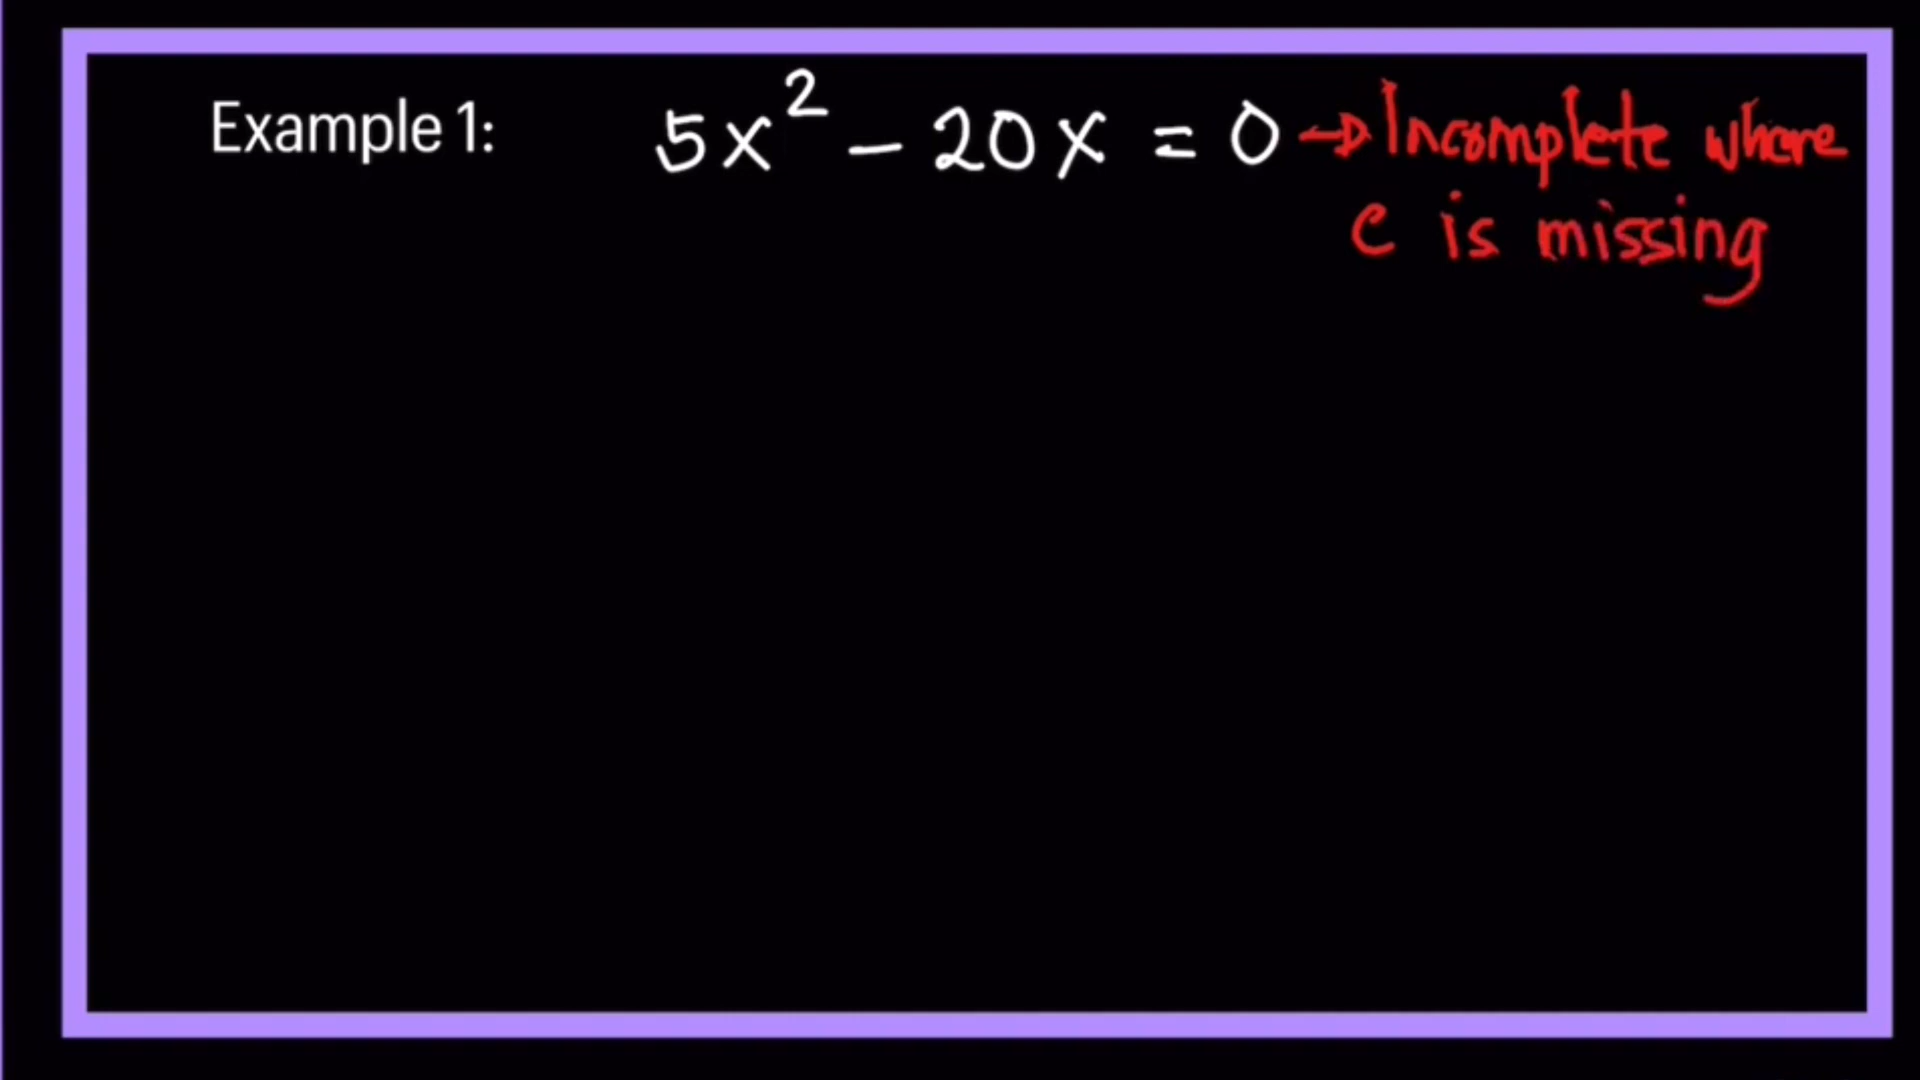 Example 1: 5x² − 20x = 0 → Incomplete where
c is missing